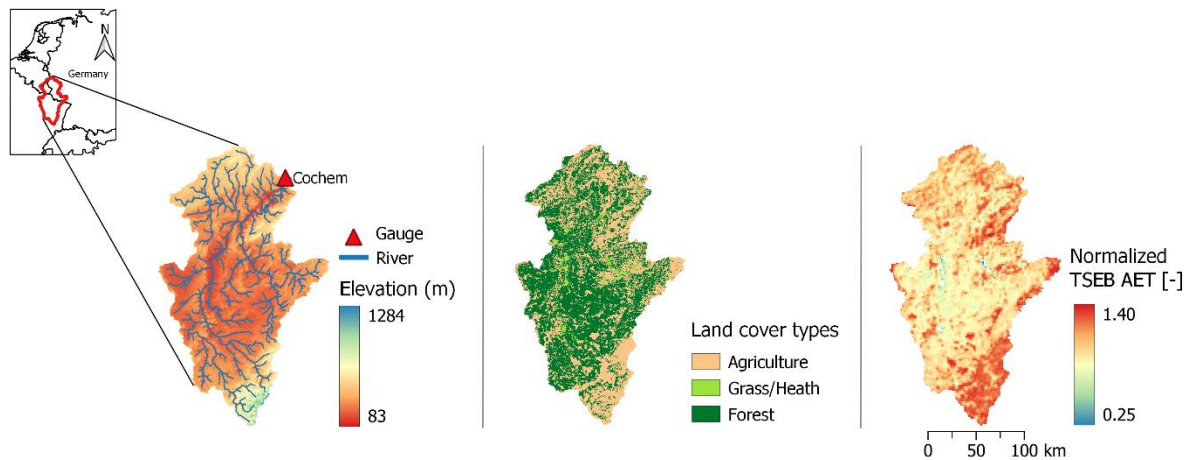 N
Germany
Cochem
Gauge
River
Elevation (m)
1284
83
Land cover types
Agriculture
Grass/Heath
Forest
Normalized
TSEB AET [-]
1.40
0.25
0 50 100 km